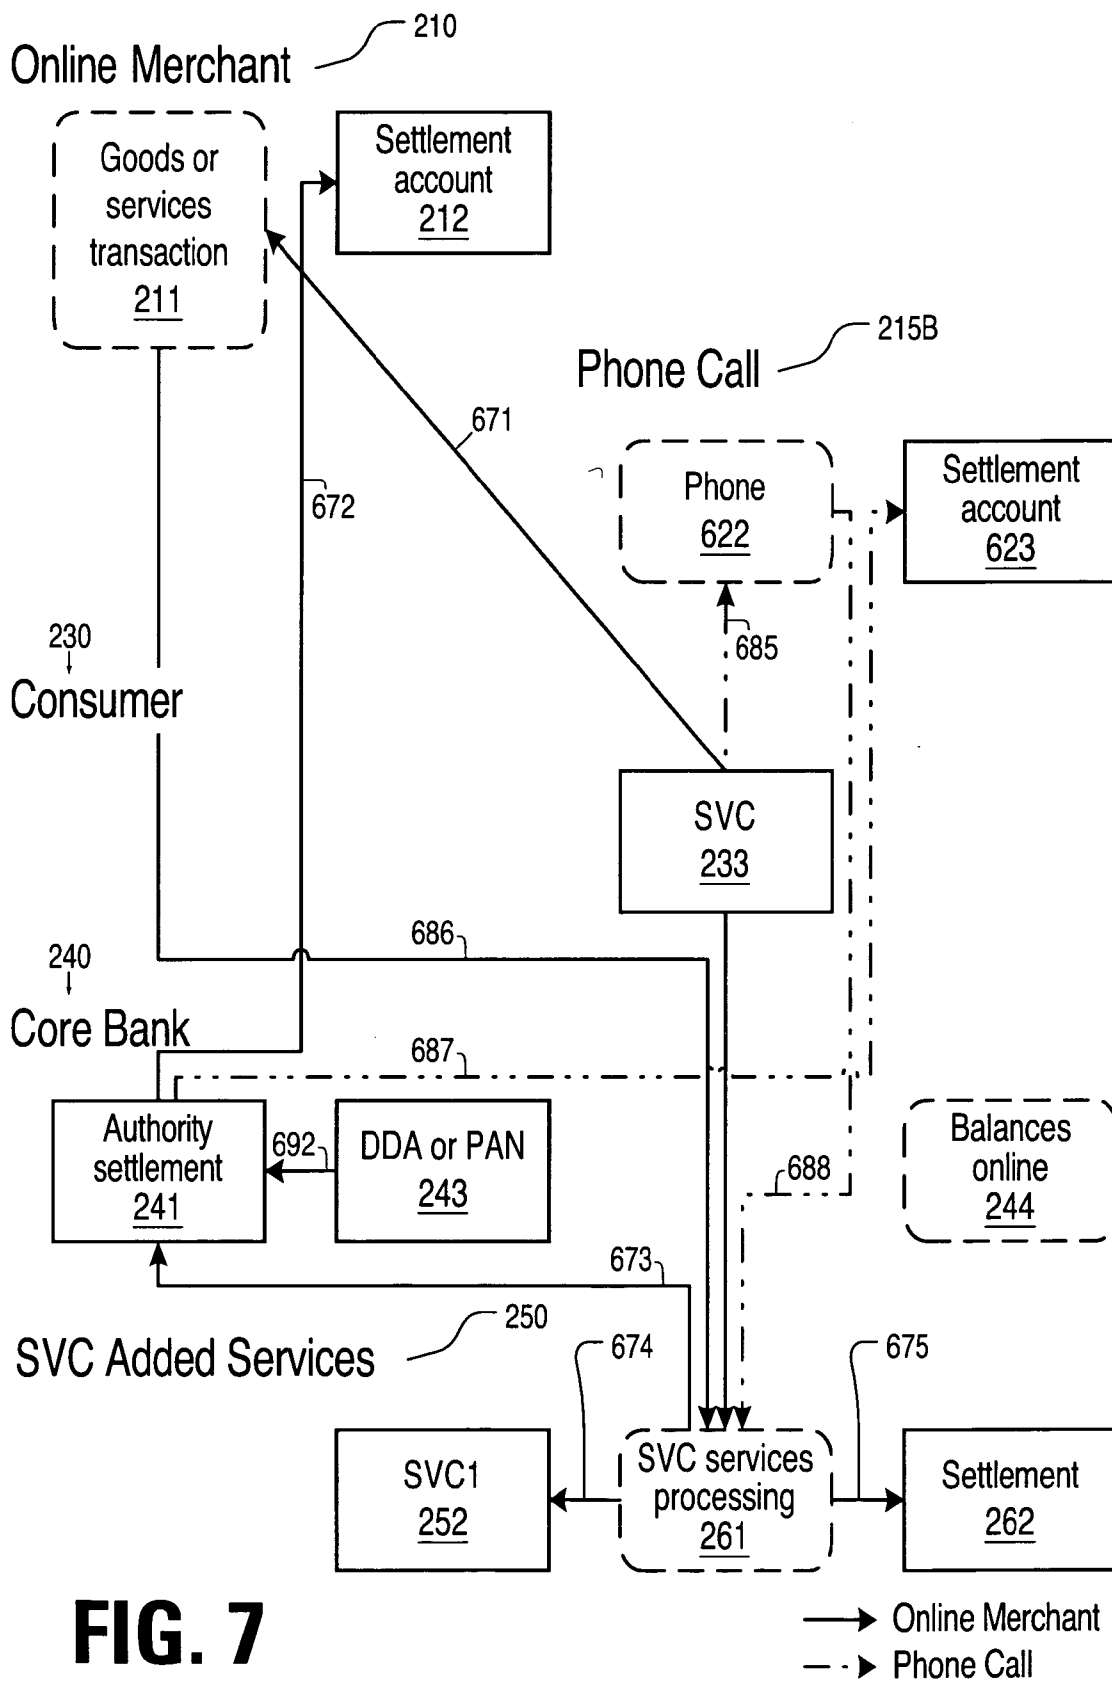 210
Online Merchant
Goods or
services
transaction
211
Settlement
account
212
215B
Phone Call
671
672
Phone
622
Settlement
account
623
685
230
Consumer
SVC
233
686
240
Core Bank
687
Authority
settlement
241
692
DDA or PAN
243
688
Balances
online
244
673
250
SVC Added Services
674
675
SVC1
252
SVC services
processing
261
Settlement
262
FIG. 7
Online Merchant
Phone Call